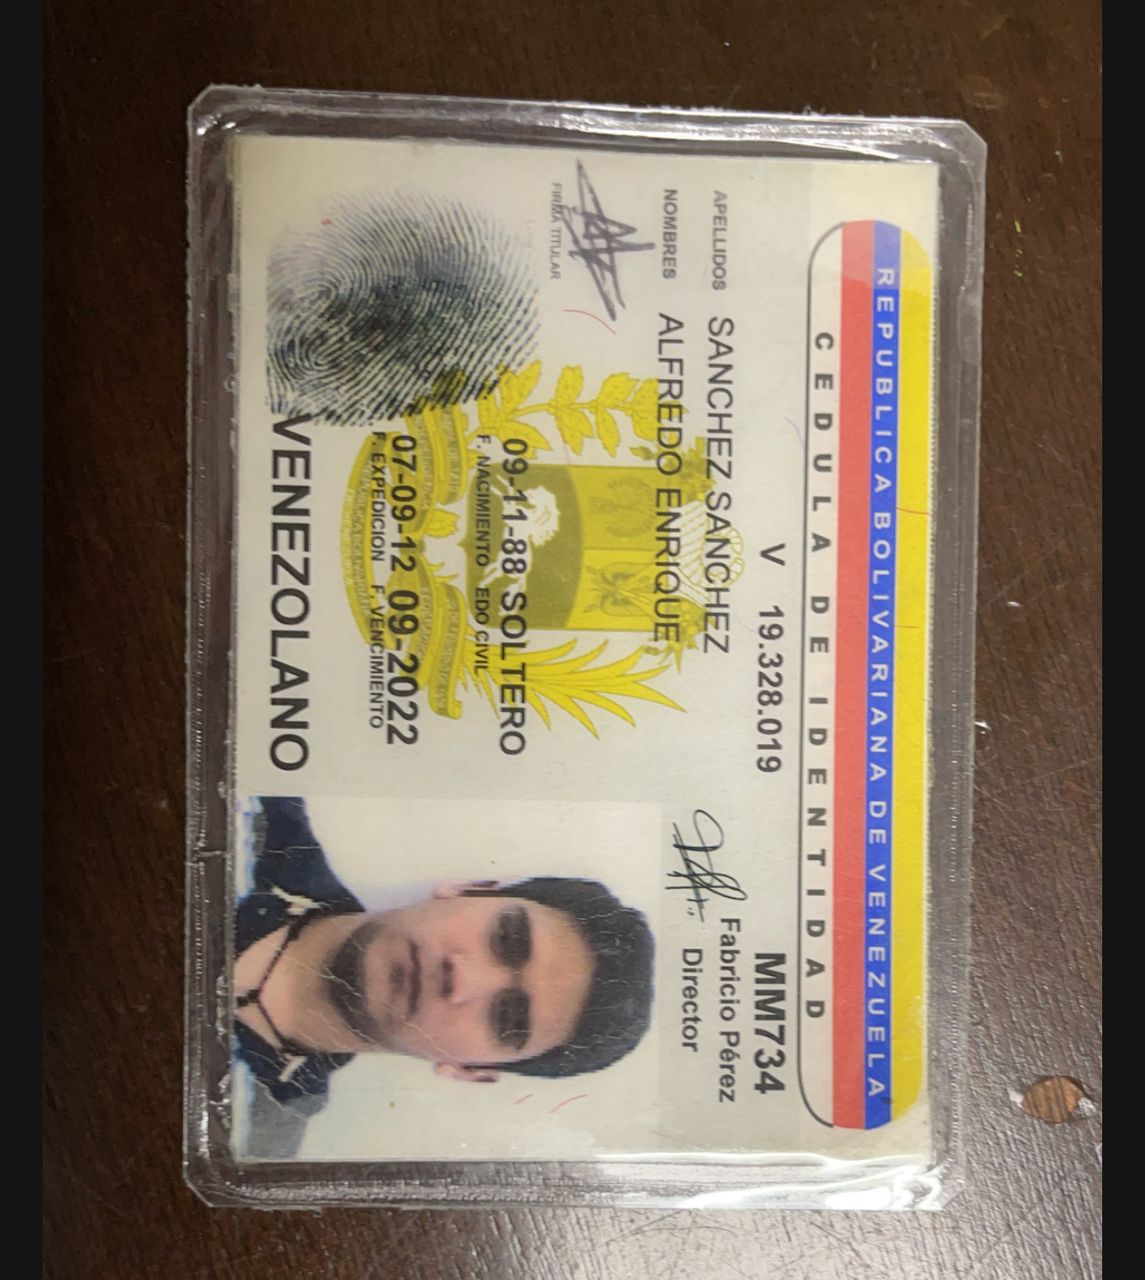 REPUBLICA BOLIVARIANA DE VENEZUELA
CEDULA DE IDENTIDAD
V 19.328.019 MM734
APELLIDOS SANCHEZ SANCHEZ
NOMBRES ALFREDO ENRIQUE
Fabricio Pérez
Director
FIRMA TITULAR
09-11-88 SOLTERO
F. NACIMIENTO EDO CIVIL
07-09-12 09-2022
F. EXPEDICION F. VENCIMIENTO
VENEZOLANO